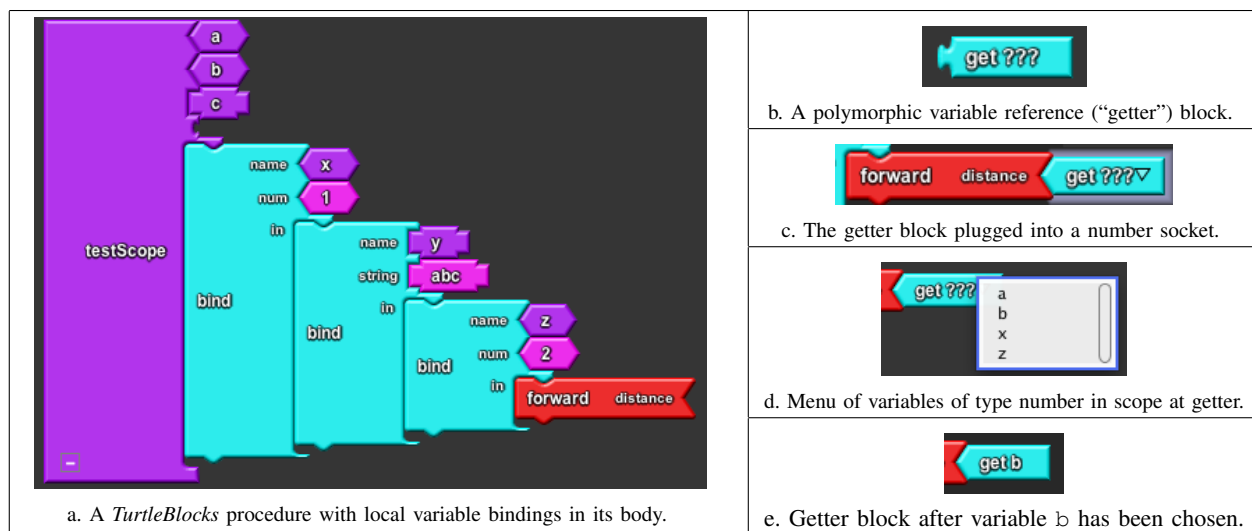 a
b
c
name x
num 1
in
name y
string abc
in
name z
num 2
in
testScope
bind
bind
bind
forward distance
a. A TurtleBlocks procedure with local variable bindings in its body.
get ???
b. A polymorphic variable reference (“getter”) block.
forward distance get ???▽
c. The getter block plugged into a number socket.
get ???
a
b
x
z
d. Menu of variables of type number in scope at getter.
get b
e. Getter block after variable b has been chosen.